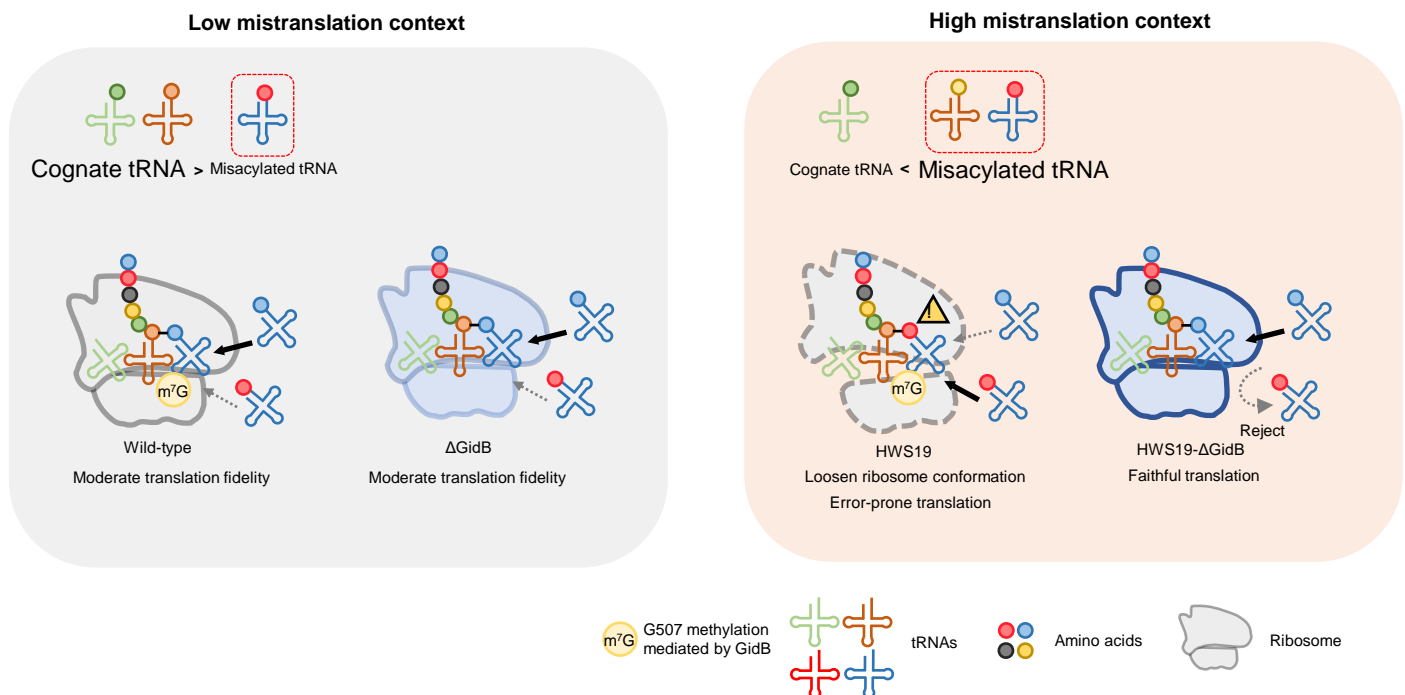 Low mistranslation context
High mistranslation context
Cognate tRNA > Misacylated tRNA
Cognate tRNA < Misacylated tRNA
m⁷G
Wild-type
Moderate translation fidelity
ΔGidB
Moderate translation fidelity
!
m⁷G
HWS19
Loosen ribosome conformation
Error-prone translation
Reject
HWS19-ΔGidB
Faithful translation
m⁷G
G507 methylation
mediated by GidB
tRNAs
Amino acids
Ribosome